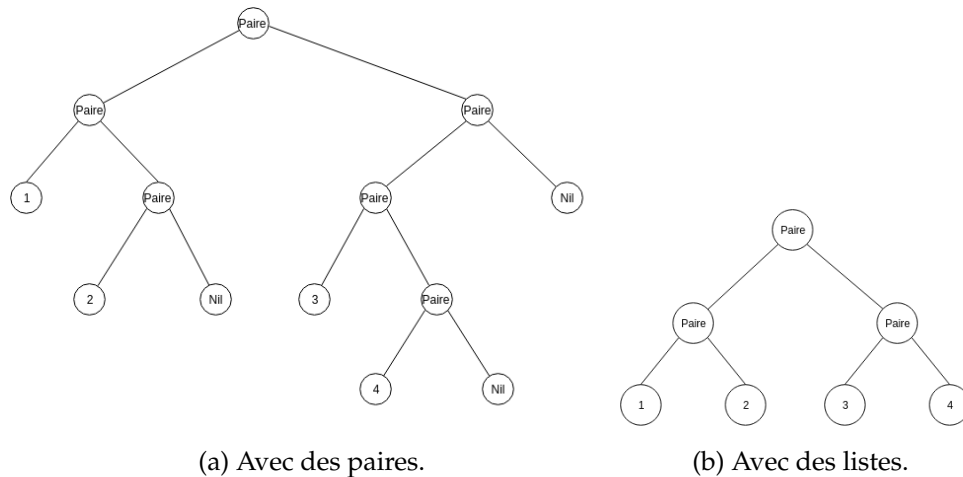 Paire
Paire Paire
1 Paire Paire Nil
2 Nil 3 Paire
4 Nil
Paire
Paire Paire
1 2 3 4
(a) Avec des paires.
(b) Avec des listes.